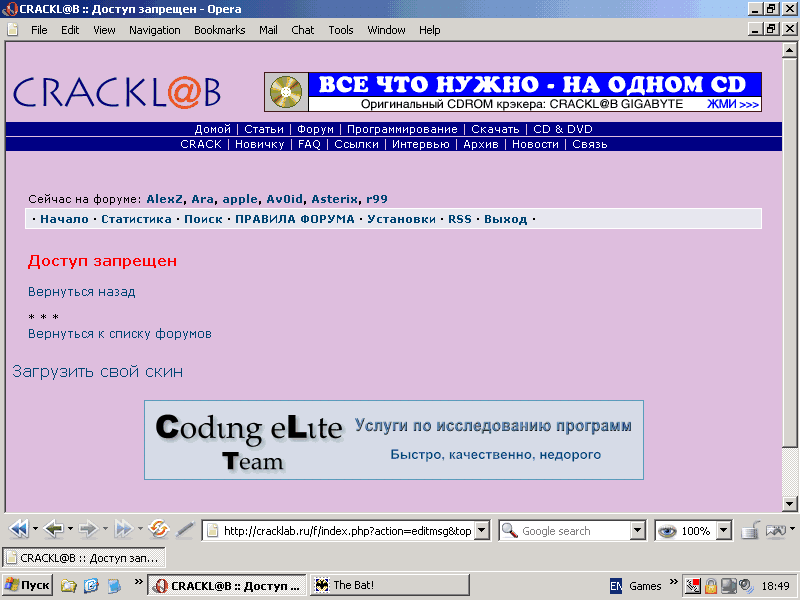 CRACKL@B :: Доступ запрещен - Opera
File Edit View Navigation Bookmarks Mail Chat Tools Window Help
CRACKL@B
ВСЕ ЧТО НУЖНО - НА ОДНОМ CD
Оригинальный CDROM крэкера: CRACKL@B GIGABYTE ЖМИ >>>
Домой | Статьи | Форум | Программирование | Скачать | CD & DVD
CRACK | Новичку | FAQ | Ссылки | Интервью | Архив | Новости | Связь
Сейчас на форуме: AlexZ, Ara, apple, Av0id, Asterix, r99
· Начало · Статистика · Поиск · ПРАВИЛА ФОРУМА · Установки · RSS · Выход ·
Доступ запрещен
Вернуться назад
* * *
Вернуться к списку форумов
Загрузить свой скин
Coding eLite
Team
Услуги по исследованию программ
Быстро, качественно, недорого
http://cracklab.ru/f/index.php?action=editmsg&top
Google search
100%
CRACKL@B :: Доступ зап...
Пуск
CRACKL@B :: Доступ ...
The Bat!
EN
Games
18:49